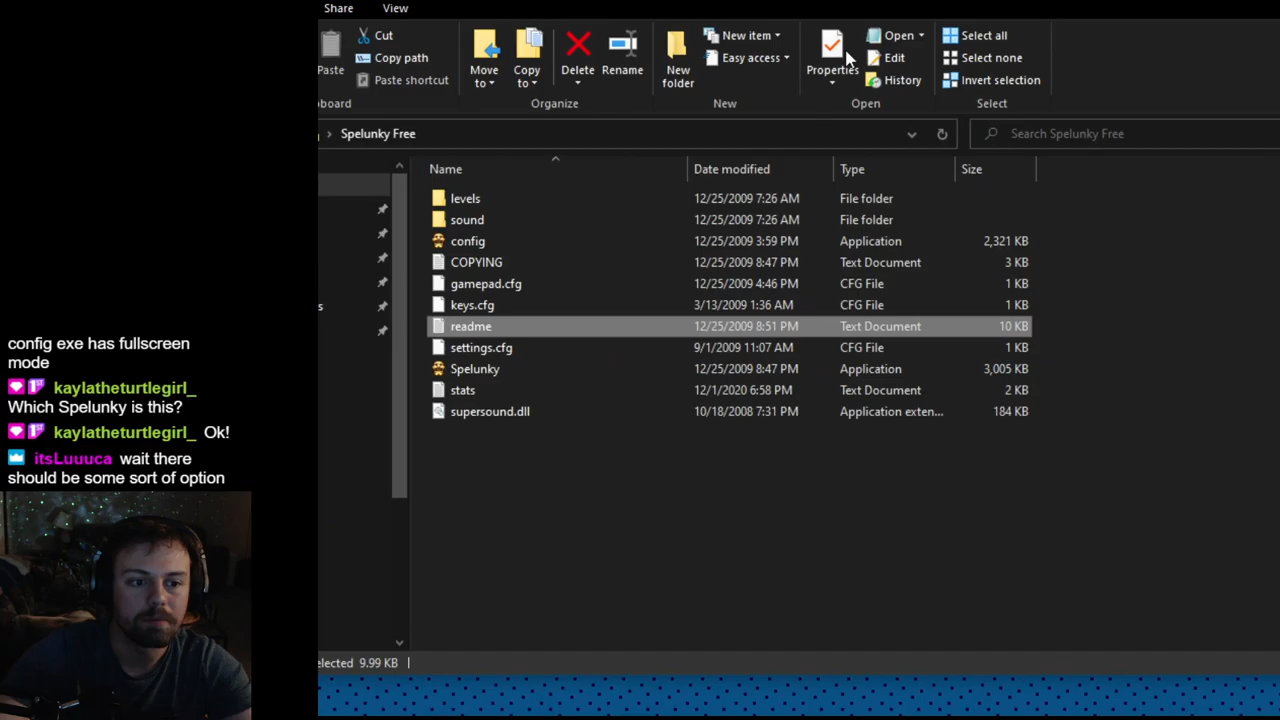 Share View
Cut
Copy path
Paste Paste shortcut
board
Move to
Copy to
Delete
Rename
Organize
New folder
New item
Easy access
New
Properties
Open
Edit
History
Open
Select all
Select none
Invert selection
Select
› Spelunky Free
Search Spelunky Free
Name Date modified Type Size
levels 12/25/2009 7:26 AM File folder
sound 12/25/2009 7:26 AM File folder
config 12/25/2009 3:59 PM Application 2,321 KB
COPYING 12/25/2009 8:47 PM Text Document 3 KB
gamepad.cfg 12/25/2009 4:46 PM CFG File 1 KB
keys.cfg 3/13/2009 1:36 AM CFG File 1 KB
s
readme 12/25/2009 8:51 PM Text Document 10 KB
settings.cfg 9/1/2009 11:07 AM CFG File 1 KB
Spelunky 12/25/2009 8:47 PM Application 3,005 KB
stats 12/1/2020 6:58 PM Text Document 2 KB
supersound.dll 10/18/2008 7:31 PM Application exten... 184 KB
elected 9.99 KB
config exe has fullscreen
mode
1st kaylatheturtlegirl_
Which Spelunky is this?
1st kaylatheturtlegirl_ Ok!
itsLuuuca wait there
should be some sort of option